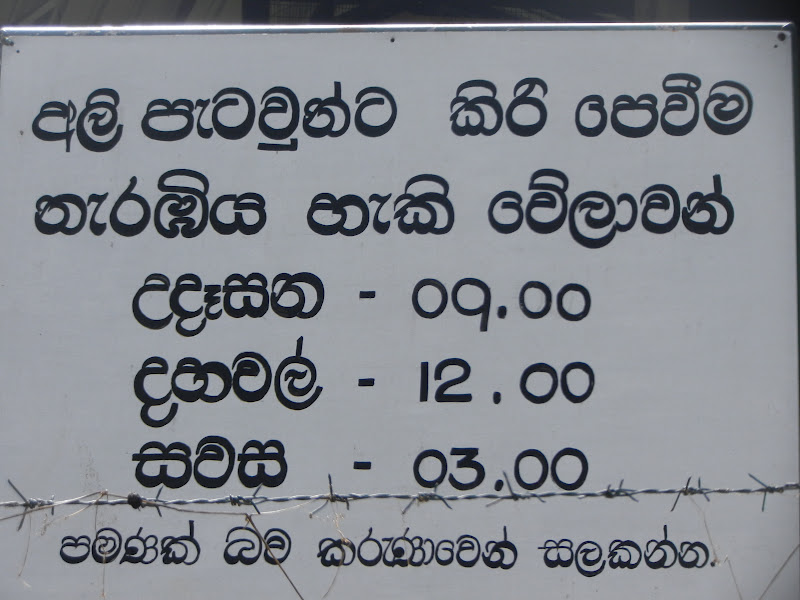 අලි පැටවුන්ට කිරි පෙවීම
නැරඹිය හැකි වේලාවන්
උදෑසන - 09.00
දහවල් - 12.00
සවස - 03.00
පමණක් බව කරුණාවෙන් සලකන්න.